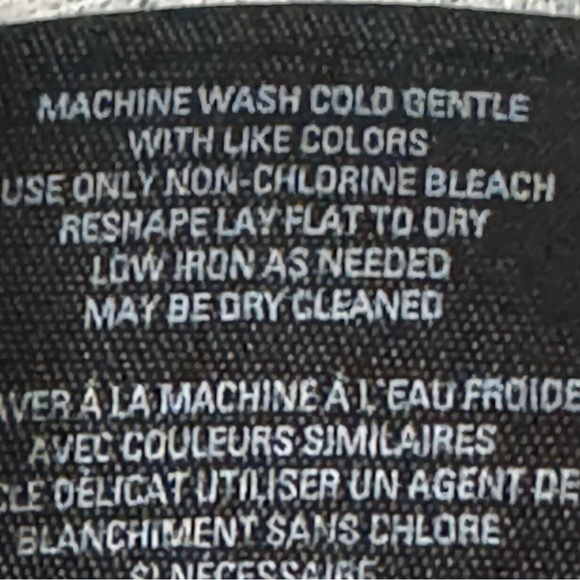 MACHINE WASH COLD GENTLE
WITH LIKE COLORS
USE ONLY NON-CHLORINE BLEACH
RESHAPE LAY FLAT TO DRY
LOW IRON AS NEEDED
MAY BE DRY CLEANED
À LA MACHINE À L'EAU FROIDE
AVEC COULEURS SIMILAIRES
DÉLICAT UTILISER UN AGENT DE
BLANCHIMENT SANS CHLORE
SI NÉCESSAIRE